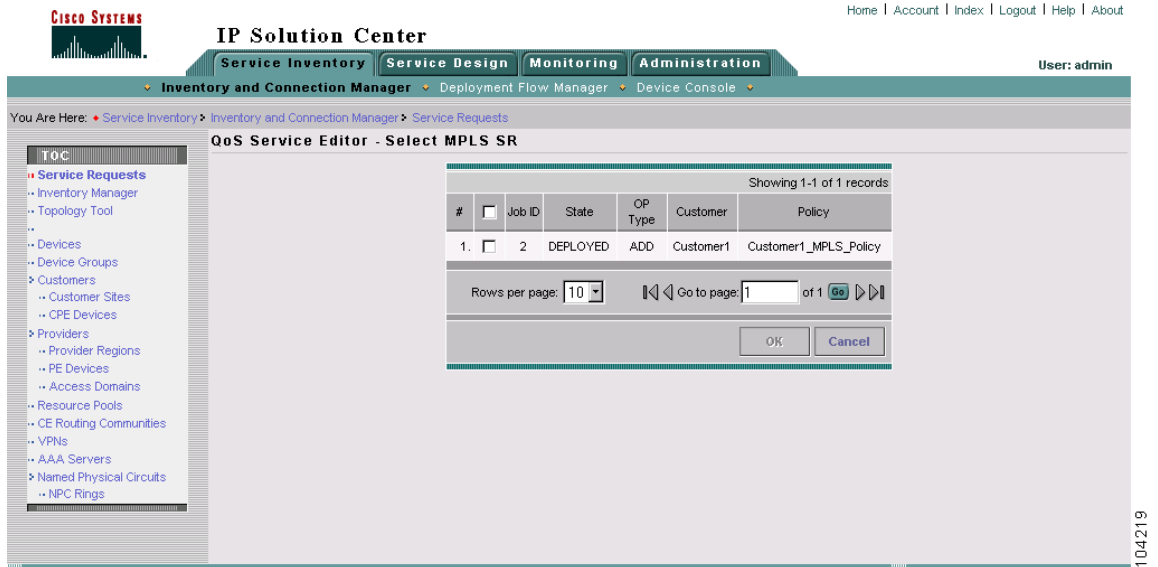 Home | Account | Index | Logout | Help | About
CISCO SYSTEMS
IP Solution Center
Service Inventory Service Design Monitoring Administration
User: admin
Inventory and Connection Manager Deployment Flow Manager Device Console
You Are Here: Service Inventory Inventory and Connection Manager Service Requests
QoS Service Editor - Select MPLS SR
TOC
Service Requests
Inventory Manager
Topology Tool
Devices
Device Groups
Customers
Customer Sites
CPE Devices
Providers
Provider Regions
PE Devices
Access Domains
Resource Pools
CE Routing Communities
VPNs
AAA Servers
Named Physical Circuits
NPC Rings
Showing 1-1 of 1 records
# Job ID State OP Type Customer Policy
1. 2 DEPLOYED ADD Customer1 Customer1_MPLS_Policy
Rows per page: 10 Go to page: 1 of 1 Go
OK Cancel
104219